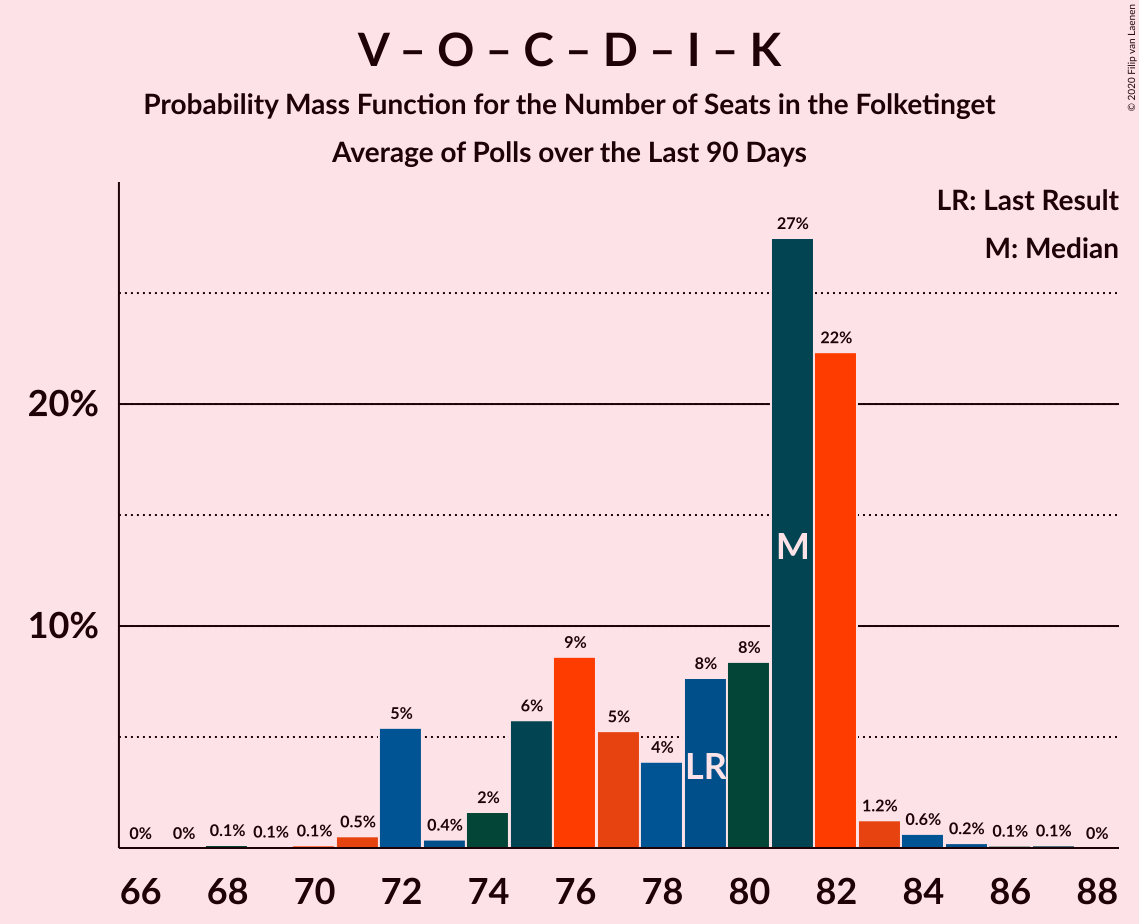 V – O – C – D – I – K
Probability Mass Function for the Number of Seats in the Folketinget
Average of Polls over the Last 90 Days
© 2020 Filip van Laenen
LR: Last Result
M: Median
20%
10%
0%
0%
0.1%
0.1%
0.1%
0.5%
5%
0.4%
2%
6%
9%
5%
4%
8%
8%
27%
22%
1.2%
0.6%
0.2%
0.1%
0.1%
0%
LR
M
66 68 70 72 74 76 78 80 82 84 86 88